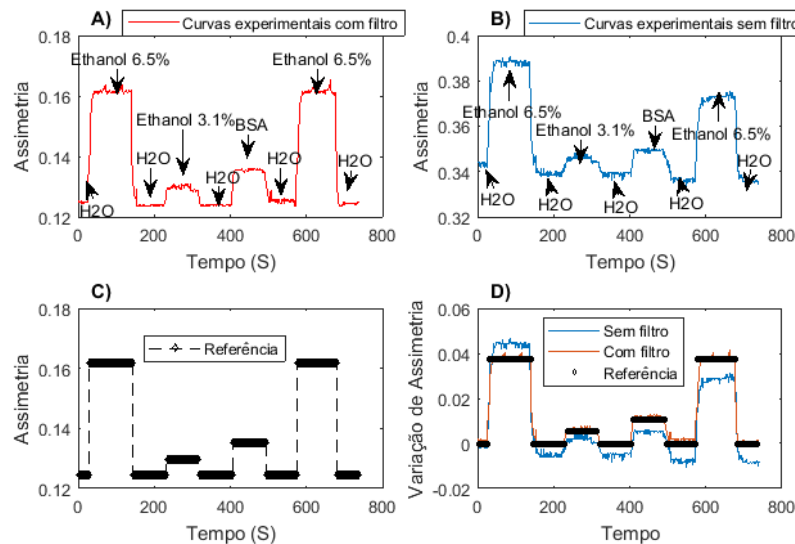 A)
Curvas experimentais com filtro
0.18
0.16
0.14
0.12
Assimetria
Ethanol 6.5%
Ethanol 6.5%
Ethanol 3.1%
BSA
H2O
H2O
H2O
H2O
H2O
0 200 400 600 800
Tempo (S)
B)
Curvas experimentais sem filtro
0.4
0.38
0.36
0.34
0.32
Assimetria
Ethanol 6.5%
Ethanol 3.1%
BSA
Ethanol 6.5%
H2O
H2O
H2O
H2O
H2O
0 200 400 600 800
Tempo (S)
C)
0.18
0.16
0.14
0.12
Assimetria
Referência
0 200 400 600 800
Tempo (S)
D)
0.06
0.04
0.02
0
-0.02
Variação de Assimetria
Sem filtro
Com filtro
Referência
0 200 400 600 800
Tempo